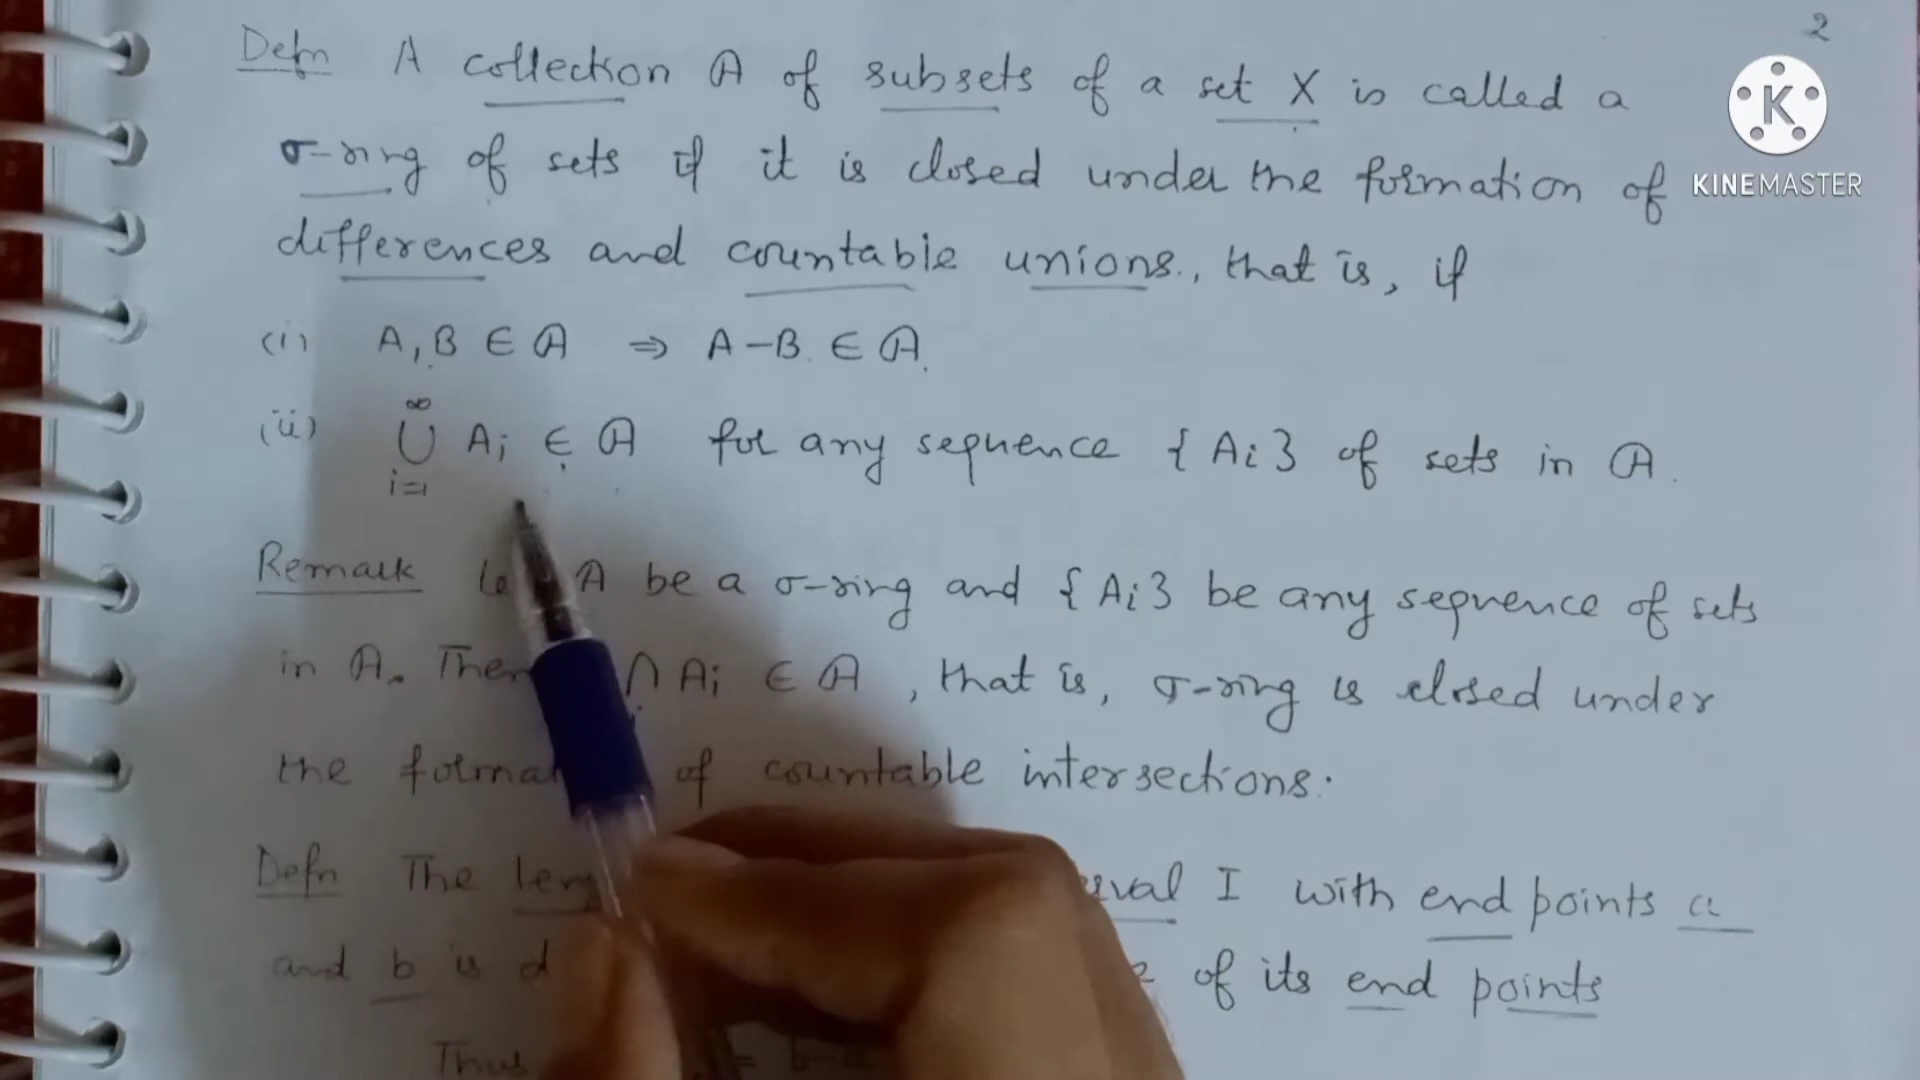 2
Defn A collection 𝒜 of subsets of a set X is called a
K
KINEMASTER
σ-ring of sets if it is closed under the formation of
differences and countable unions, that is, if
(i) A, B ∈ 𝒜 ⇒ A - B ∈ 𝒜.
(ii) ∞ ∪ i=1 Ai ∈ 𝒜 for any sequence { Ai } of sets in 𝒜.
Remark 𝒜 be a σ-ring and { Ai } be any sequence of sets
in 𝒜. ∩ Ai ∈ 𝒜, that is, σ-ring is closed under
the of countable intersections.
Defn The I with end points a
and b is of its end points
Thus = b-a